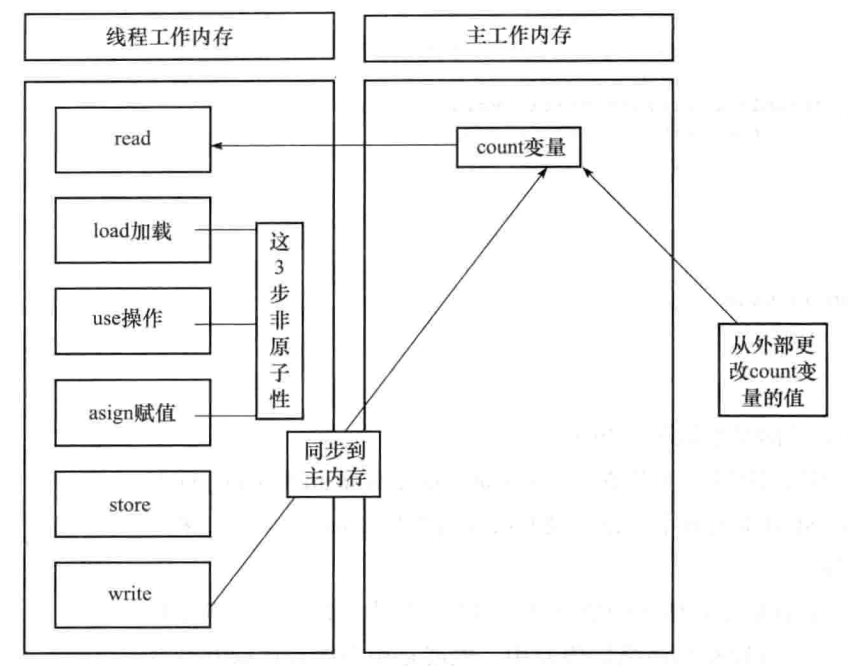 线程工作内存
主工作内存
read
count变量
load加载
use操作
asign赋值
store
write
这
3
步
非
原
子
性
同步到
主内存
从外部更
改count变
量的值